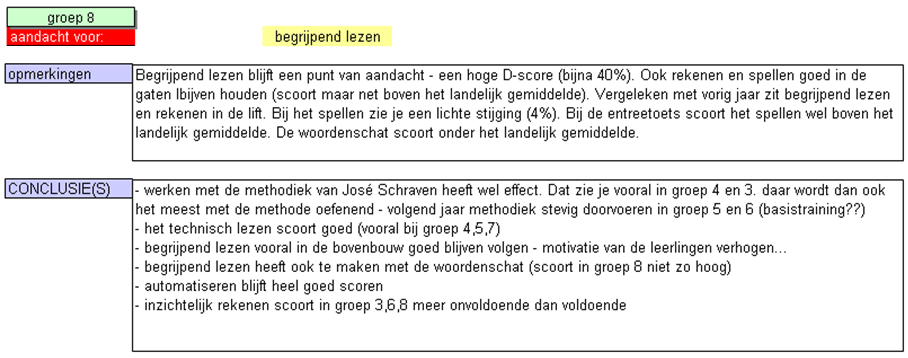 groep 8
aandacht voor:
begrijpend lezen
opmerkingen
Begrijpend lezen blijft een punt van aandacht - een hoge D-score (bijna 40%). Ook rekenen en spellen goed in de
gaten lbijven houden (scoort maar net boven het landelijk gemiddelde). Vergeleken met vorig jaar zit begrijpend lezen
en rekenen in de lift. Bij het spellen zie je een lichte stijging (4%). Bij de entreetoets scoort het spellen wel boven het
landelijk gemiddelde. De woordenschat scoort onder het landelijk gemiddelde.
CONCLUSIE(S)
- werken met de methodiek van José Schraven heeft wel effect. Dat zie je vooral in groep 4 en 3. daar wordt dan ook
het meest met de methode oefenend - volgend jaar methodiek stevig doorvoeren in groep 5 en 6 (basistraining??)
- het technisch lezen scoort goed (vooral bij groep 4,5,7)
- begrijpend lezen vooral in de bovenbouw goed blijven volgen - motivatie van de leerlingen verhogen...
- begrijpend lezen heeft ook te maken met de woordenschat (scoort in groep 8 niet zo hoog)
- automatiseren blijft heel goed scoren
- inzichtelijk rekenen scoort in groep 3,6,8 meer onvoldoende dan voldoende